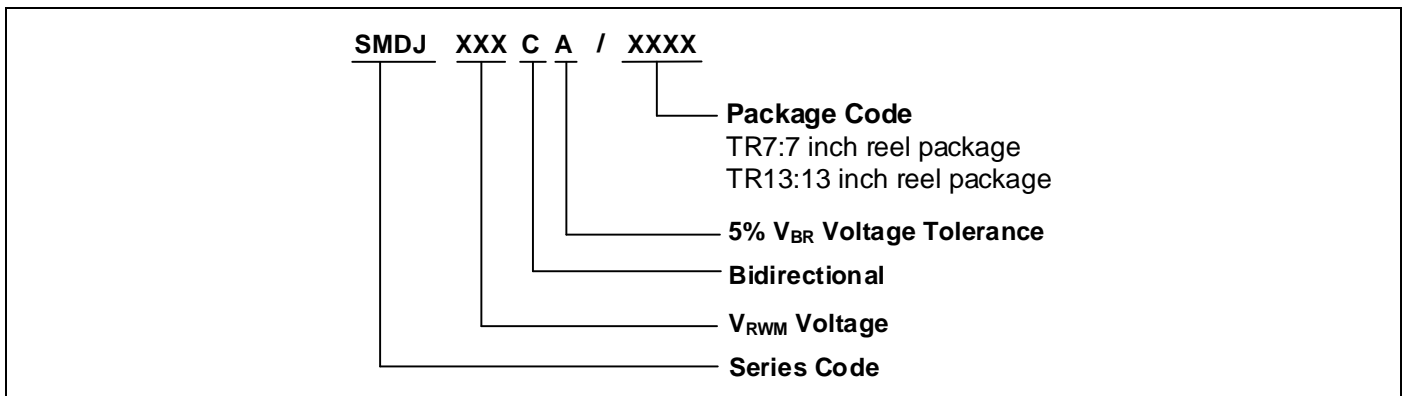 SMDJ XXX C A / XXXX
Package Code
TR7:7 inch reel package
TR13:13 inch reel package
5% VBR Voltage Tolerance
Bidirectional
VRWM Voltage
Series Code